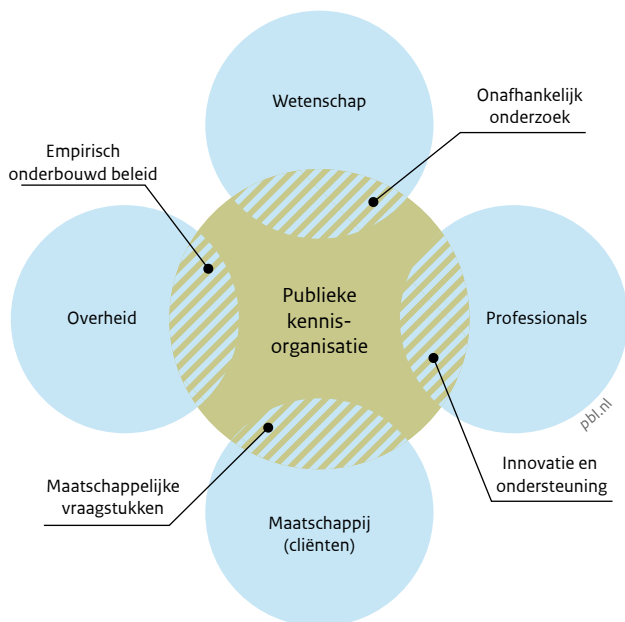 Wetenschap
Onafhankelijk
onderzoek
Empirisch
onderbouwd beleid
Overheid
Publieke
kennis-
organisatie
Professionals
pbl.nl
Maatschappelijke
vraagstukken
Innovatie en
ondersteuning
Maatschappij
(cliënten)